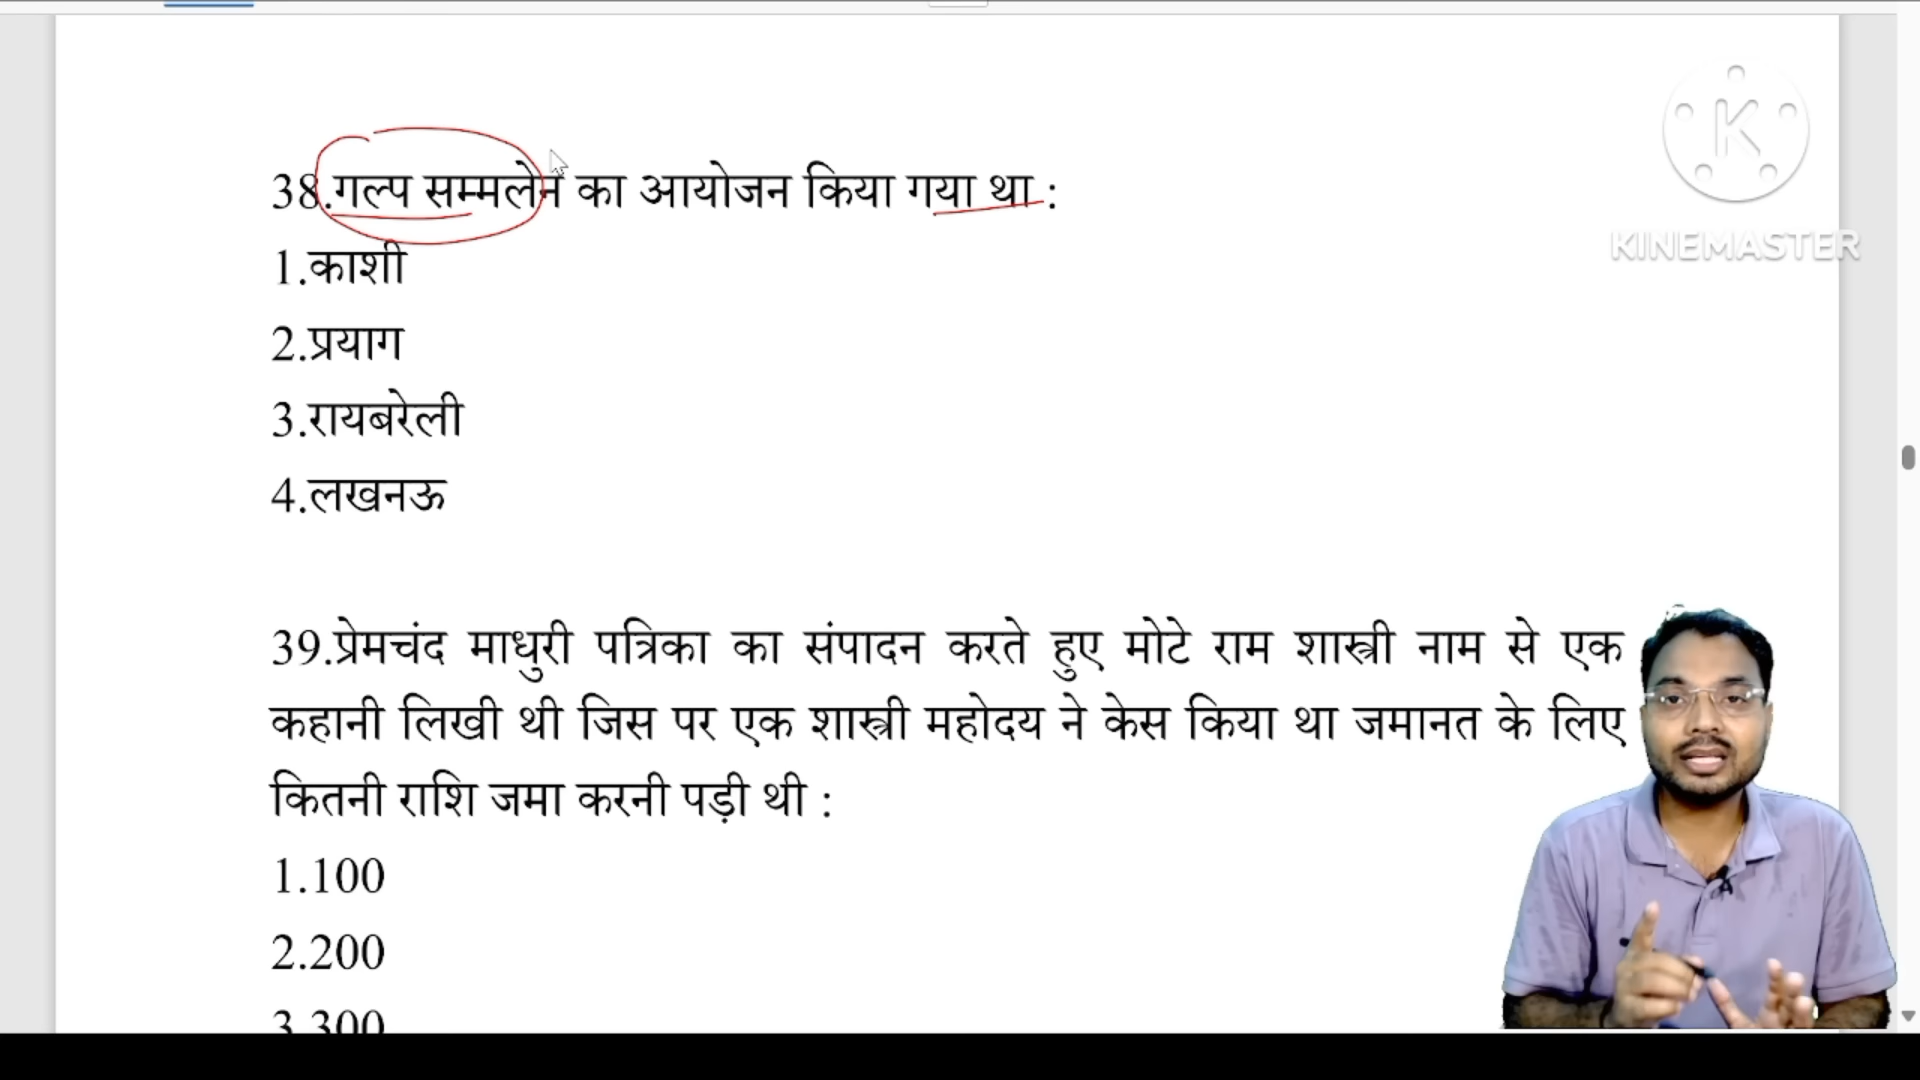 38.गल्प सम्मलेन का आयोजन किया गया था :
1.काशी
2.प्रयाग
3.रायबरेली
4.लखनऊ
39.प्रेमचंद माधुरी पत्रिका का संपादन करते हुए मोटे राम शास्त्री नाम से एक
कहानी लिखी थी जिस पर एक शास्त्री महोदय ने केस किया था जमानत के लिए
कितनी राशि जमा करनी पड़ी थी :
1.100
2.200
3.300
K
KINEMASTER